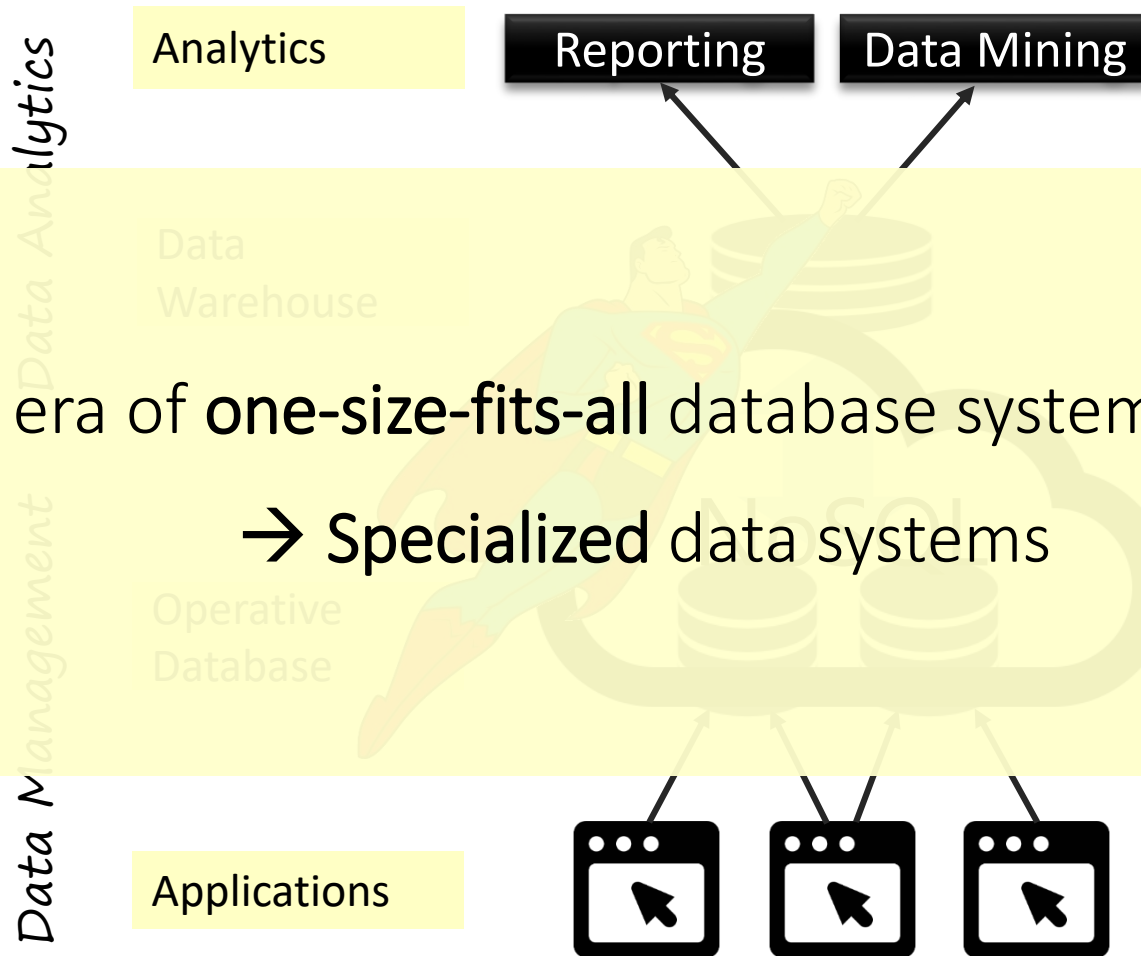 Analytics
Reporting
Data Mining
Data Analytics
Data
Warehouse
era of one-size-fits-all database system
→ Specialized data systems
NoSQL
Operative
Database
Data Management
Applications